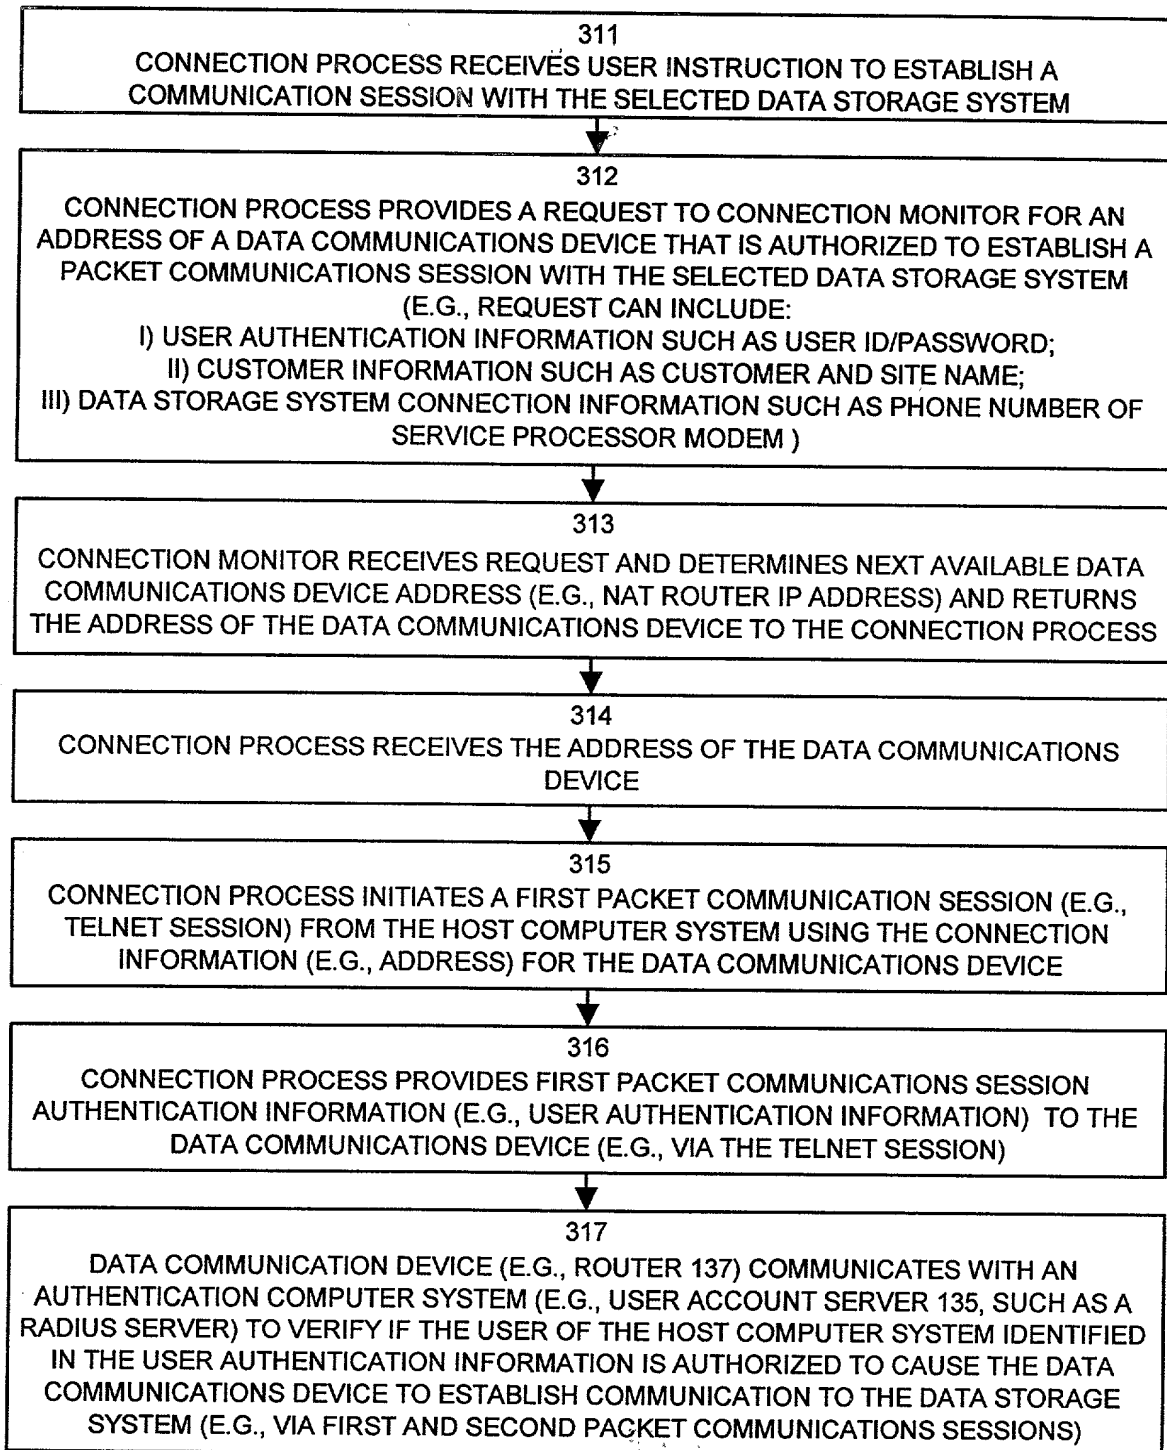 311
CONNECTION PROCESS RECEIVES USER INSTRUCTION TO ESTABLISH A
COMMUNICATION SESSION WITH THE SELECTED DATA STORAGE SYSTEM
312
CONNECTION PROCESS PROVIDES A REQUEST TO CONNECTION MONITOR FOR AN
ADDRESS OF A DATA COMMUNICATIONS DEVICE THAT IS AUTHORIZED TO ESTABLISH A
PACKET COMMUNICATIONS SESSION WITH THE SELECTED DATA STORAGE SYSTEM
(E.G., REQUEST CAN INCLUDE:
I) USER AUTHENTICATION INFORMATION SUCH AS USER ID/PASSWORD;
II) CUSTOMER INFORMATION SUCH AS CUSTOMER AND SITE NAME;
III) DATA STORAGE SYSTEM CONNECTION INFORMATION SUCH AS PHONE NUMBER OF
SERVICE PROCESSOR MODEM )
313
CONNECTION MONITOR RECEIVES REQUEST AND DETERMINES NEXT AVAILABLE DATA
COMMUNICATIONS DEVICE ADDRESS (E.G., NAT ROUTER IP ADDRESS) AND RETURNS
THE ADDRESS OF THE DATA COMMUNICATIONS DEVICE TO THE CONNECTION PROCESS
314
CONNECTION PROCESS RECEIVES THE ADDRESS OF THE DATA COMMUNICATIONS
DEVICE
315
CONNECTION PROCESS INITIATES A FIRST PACKET COMMUNICATION SESSION (E.G.,
TELNET SESSION) FROM THE HOST COMPUTER SYSTEM USING THE CONNECTION
INFORMATION (E.G., ADDRESS) FOR THE DATA COMMUNICATIONS DEVICE
316
CONNECTION PROCESS PROVIDES FIRST PACKET COMMUNICATIONS SESSION
AUTHENTICATION INFORMATION (E.G., USER AUTHENTICATION INFORMATION) TO THE
DATA COMMUNICATIONS DEVICE (E.G., VIA THE TELNET SESSION)
317
DATA COMMUNICATION DEVICE (E.G., ROUTER 137) COMMUNICATES WITH AN
AUTHENTICATION COMPUTER SYSTEM (E.G., USER ACCOUNT SERVER 135, SUCH AS A
RADIUS SERVER) TO VERIFY IF THE USER OF THE HOST COMPUTER SYSTEM IDENTIFIED
IN THE USER AUTHENTICATION INFORMATION IS AUTHORIZED TO CAUSE THE DATA
COMMUNICATIONS DEVICE TO ESTABLISH COMMUNICATION TO THE DATA STORAGE
SYSTEM (E.G., VIA FIRST AND SECOND PACKET COMMUNICATIONS SESSIONS)